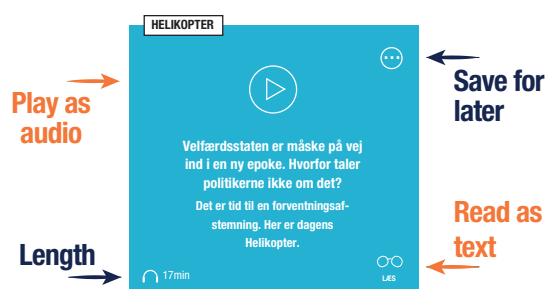 HELIKOPTER
Play as
audio
Save for
later
Velfærdsstaten er måske på vej
ind i en ny epoke. Hvorfor taler
politikerne ikke om det?
Det er tid til en forventningsaf-
stemning. Her er dagens
Helikopter.
Read as
text
Length
17min
LÆS